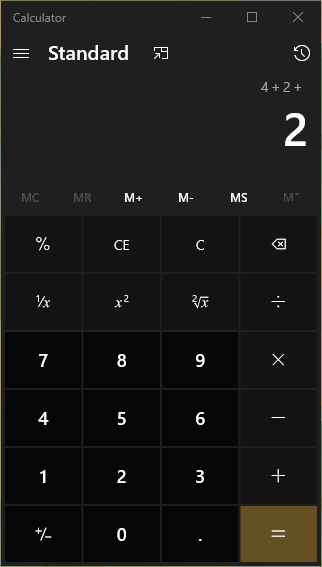 Calculator
Standard
4 + 2 +
2
MC MR M+ M- MS M˅
% CE C
⅟x x² ²√x ÷
7 8 9 ×
4 5 6 −
1 2 3 +
+/− 0 . =